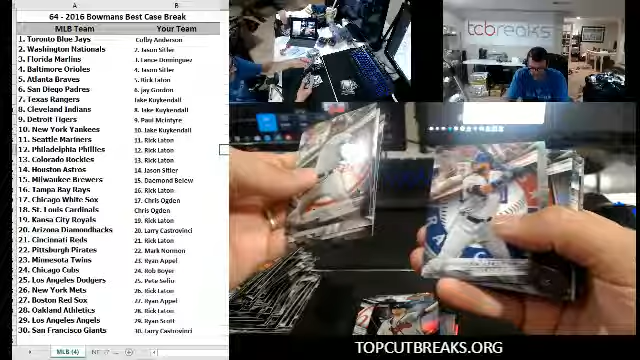 64 - 2016 Bowmans Best Case Break
MLB Team Your Team
1. Toronto Blue Jays Colby Anderson
2. Washington Nationals 2. Jason Sitler
3. Florida Marlins 3. Lance Dominguez
4. Baltimore Orioles 4. Jason Sitler
5. Atlanta Braves 5. Rick Laton
6. San Diego Padres 6. Jay Gordon
7. Texas Rangers Jake Kuykendall
8. Cleveland Indians 8. Jake Kuykendall
9. Detroit Tigers 9. Paul McIntyre
10. New York Yankees 10. Jake Kuykendall
11. Seattle Mariners 11. Rick Laton
12. Philadelphia Phillies 12. Rick Laton
13. Colorado Rockies 13. Rick Laton
14. Houston Astros 14. Jason Sitler
15. Milwaukee Brewers 15. Daemond Belew
16. Tampa Bay Rays 16. Rick Laton
17. Chicago White Sox 17. Chris Ogden
18. St. Louis Cardinals Chris Ogden
19. Kansas City Royals 19. Rick Laton
20. Arizona Diamondbacks 20. Larry Castrovinci
21. Cincinnati Reds 21. Rick Laton
22. Pittsburgh Pirates 22. Mark Nonnon
23. Minnesota Twins 23. Ryan Appel
24. Chicago Cubs 24. Rob Boyer
25. Los Angeles Dodgers 25. Pete Selio
26. New York Mets Rick Laton
27. Boston Red Sox 27. Ryan Appel
28. Oakland Athletics 28. Rick Laton
29. Los Angeles Angels 29. Ryan Scott
30. San Francisco Giants 30. Larry Castrovinci
MLB (4)
tcbreaks
TOPCUTBREAKS.ORG